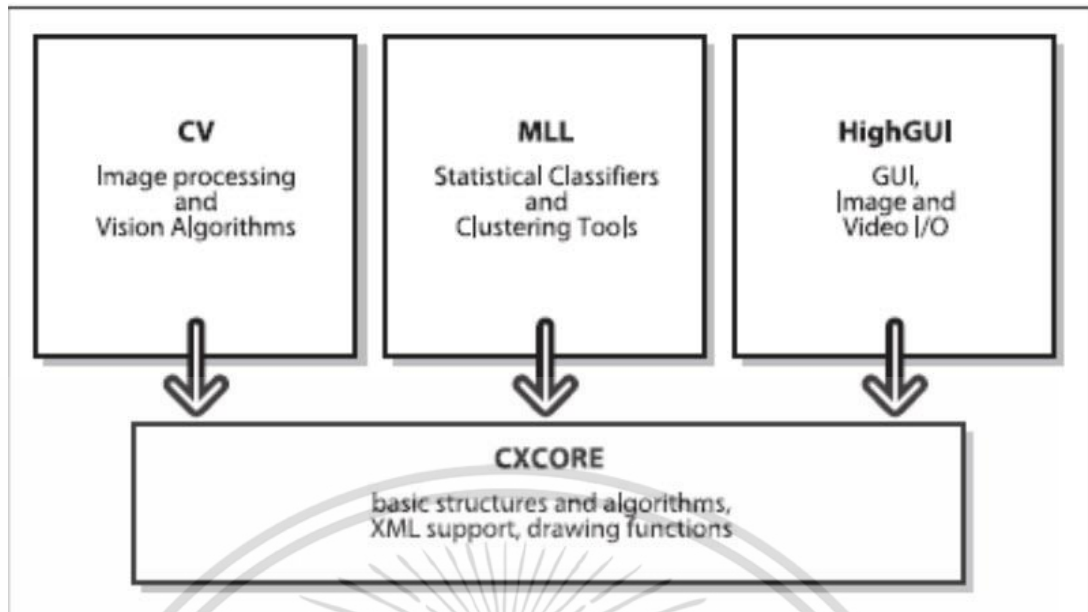 CV
Image processing
and
Vision Algorithms
MLL
Statistical Classifiers
and
Clustering Tools
HighGUI
GUI,
Image and
Video I/O
CXCORE
basic structures and algorithms,
XML support, drawing functions